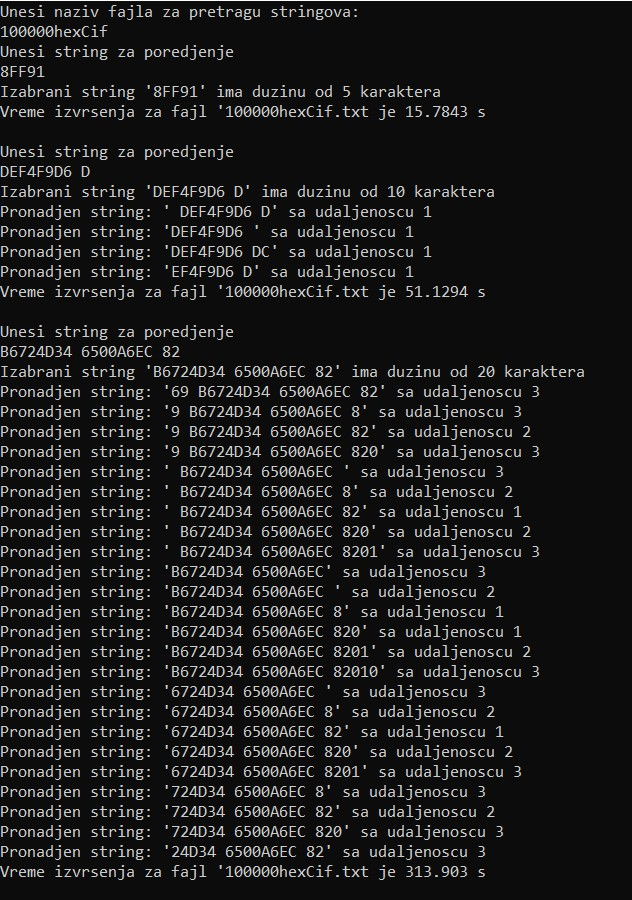 Unesi naziv fajla za pretragu stringova:
100000hexCif
Unesi string za poredjenje
8FF91
Izabrani string '8FF91' ima duzinu od 5 karaktera
Vreme izvrsenja za fajl '100000hexCif.txt je 15.7843 s
Unesi string za poredjenje
DEF4F9D6 D
Izabrani string 'DEF4F9D6 D' ima duzinu od 10 karaktera
Pronadjen string: ' DEF4F9D6 D' sa udaljenoscu 1
Pronadjen string: 'DEF4F9D6 ' sa udaljenoscu 1
Pronadjen string: 'DEF4F9D6 DC' sa udaljenoscu 1
Pronadjen string: 'EF4F9D6 D' sa udaljenoscu 1
Vreme izvrsenja za fajl '100000hexCif.txt je 51.1294 s
Unesi string za poredjenje
B6724D34 6500A6EC 82
Izabrani string 'B6724D34 6500A6EC 82' ima duzinu od 20 karaktera
Pronadjen string: '69 B6724D34 6500A6EC 82' sa udaljenoscu 3
Pronadjen string: '9 B6724D34 6500A6EC 8' sa udaljenoscu 3
Pronadjen string: '9 B6724D34 6500A6EC 82' sa udaljenoscu 2
Pronadjen string: '9 B6724D34 6500A6EC 820' sa udaljenoscu 3
Pronadjen string: ' B6724D34 6500A6EC ' sa udaljenoscu 3
Pronadjen string: ' B6724D34 6500A6EC 8' sa udaljenoscu 2
Pronadjen string: ' B6724D34 6500A6EC 82' sa udaljenoscu 1
Pronadjen string: ' B6724D34 6500A6EC 820' sa udaljenoscu 2
Pronadjen string: ' B6724D34 6500A6EC 8201' sa udaljenoscu 3
Pronadjen string: 'B6724D34 6500A6EC' sa udaljenoscu 3
Pronadjen string: 'B6724D34 6500A6EC ' sa udaljenoscu 2
Pronadjen string: 'B6724D34 6500A6EC 8' sa udaljenoscu 1
Pronadjen string: 'B6724D34 6500A6EC 820' sa udaljenoscu 1
Pronadjen string: 'B6724D34 6500A6EC 8201' sa udaljenoscu 2
Pronadjen string: 'B6724D34 6500A6EC 82010' sa udaljenoscu 3
Pronadjen string: '6724D34 6500A6EC ' sa udaljenoscu 3
Pronadjen string: '6724D34 6500A6EC 8' sa udaljenoscu 2
Pronadjen string: '6724D34 6500A6EC 82' sa udaljenoscu 1
Pronadjen string: '6724D34 6500A6EC 820' sa udaljenoscu 2
Pronadjen string: '6724D34 6500A6EC 8201' sa udaljenoscu 3
Pronadjen string: '724D34 6500A6EC 8' sa udaljenoscu 3
Pronadjen string: '724D34 6500A6EC 82' sa udaljenoscu 2
Pronadjen string: '724D34 6500A6EC 820' sa udaljenoscu 3
Pronadjen string: '24D34 6500A6EC 82' sa udaljenoscu 3
Vreme izvrsenja za fajl '100000hexCif.txt je 313.903 s